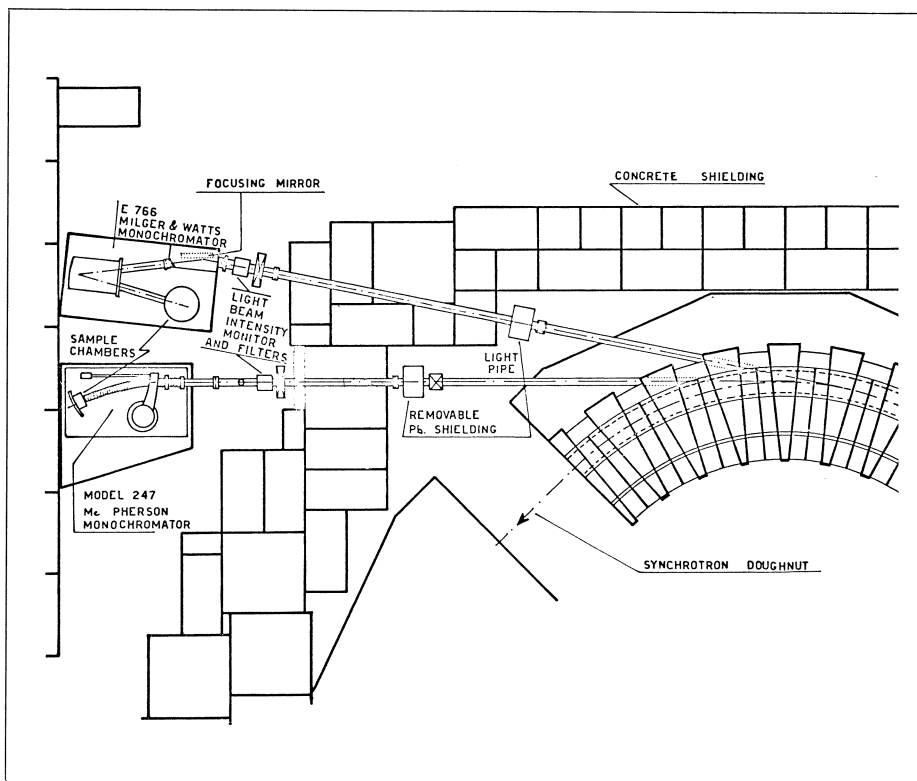 CONCRETE SHIELDING
FOCUSING MIRROR
E 766
MILGER & WATTS
MONOCHROMATOR
LIGHT
BEAM
INTENSITY
MONITOR
AND FILTERS
SAMPLE
CHAMBERS
LIGHT
PIPE
REMOVABLE
Pb. SHIELDING
MODEL 247
Mc PHERSON
MONOCHROMATOR
SYNCHROTRON DOUGHNUT